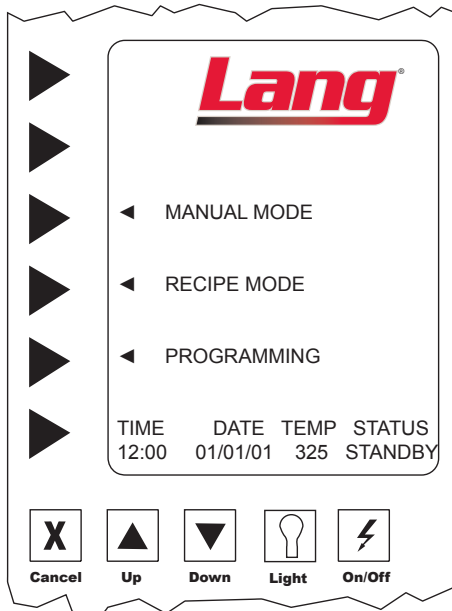 Lang®
MANUAL MODE
RECIPE MODE
PROGRAMMING
TIME DATE TEMP STATUS
12:00 01/01/01 325 STANDBY
X
Cancel Up Down Light On/Off